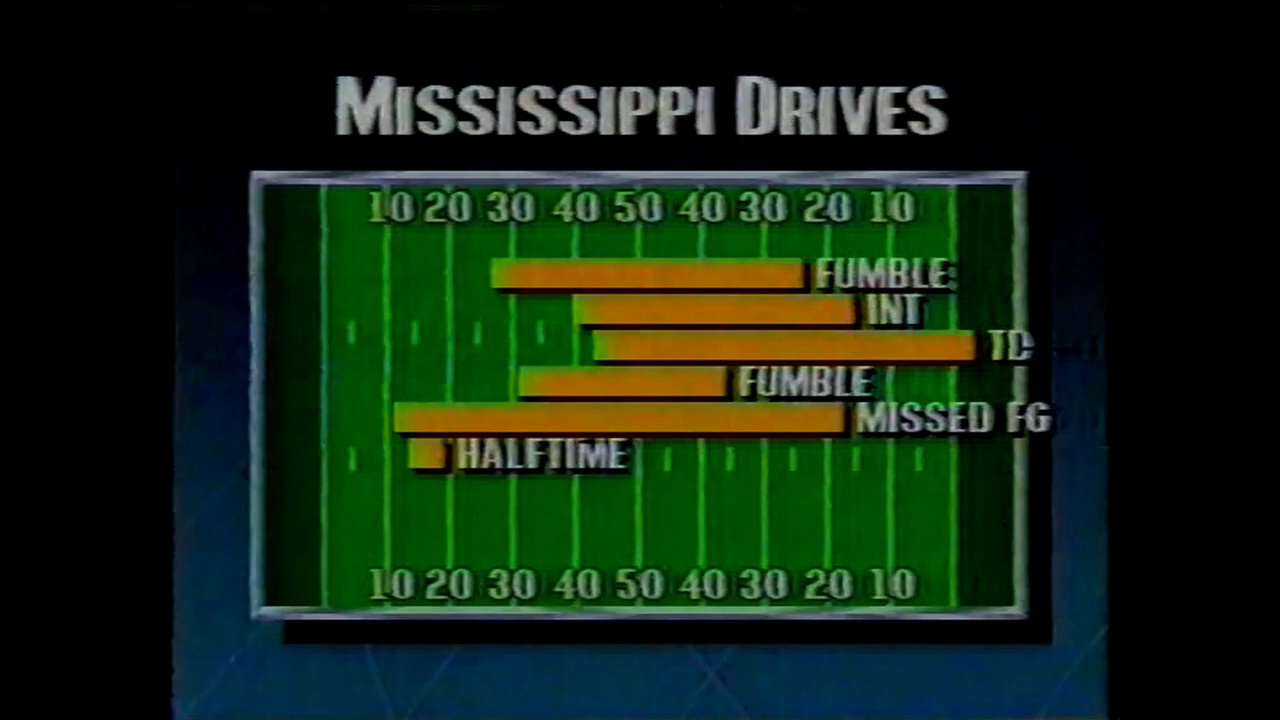 MISSISSIPPI DRIVES
10 20 30 40 50 40 30 20 10
FUMBLE
INT
TD
FUMBLE
MISSED FG
HALFTIME
10 20 30 40 50 40 30 20 10